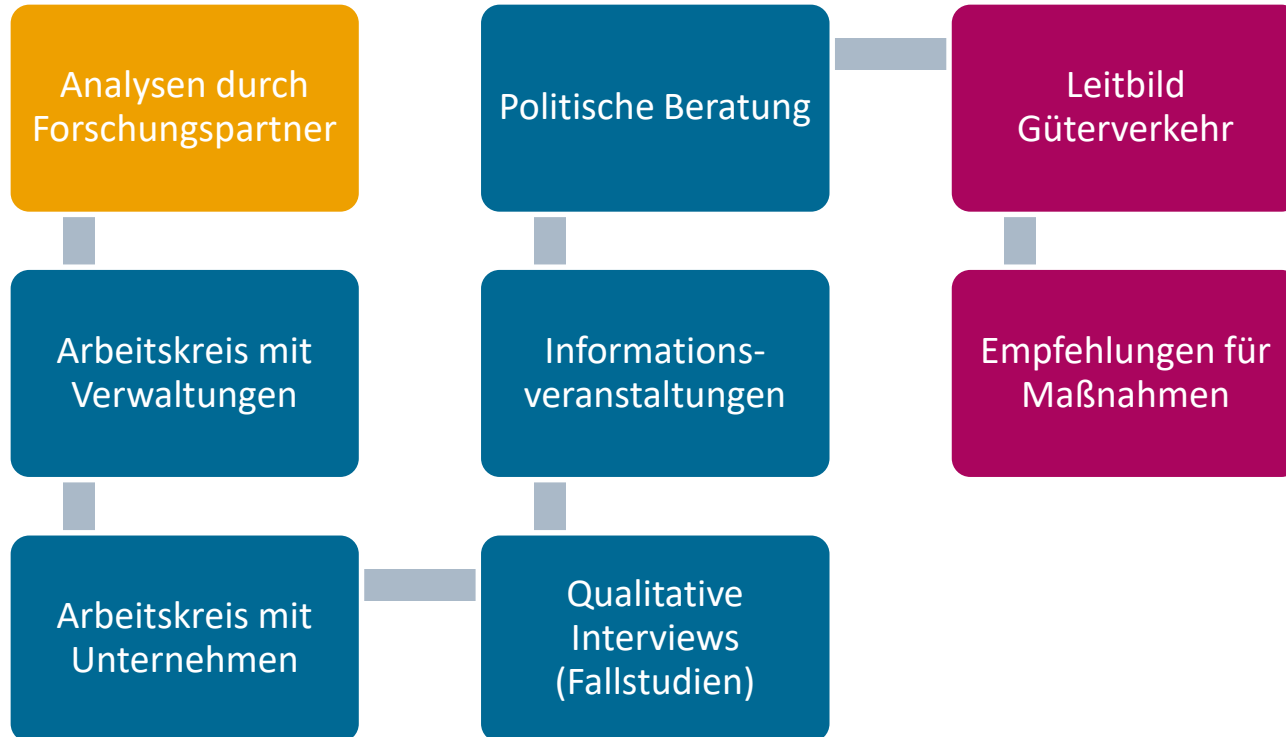 Analysen durch
Forschungspartner
Arbeitskreis mit
Verwaltungen
Arbeitskreis mit
Unternehmen
Qualitative
Interviews
(Fallstudien)
Informations-
veranstaltungen
Politische Beratung
Leitbild
Güterverkehr
Empfehlungen für
Maßnahmen